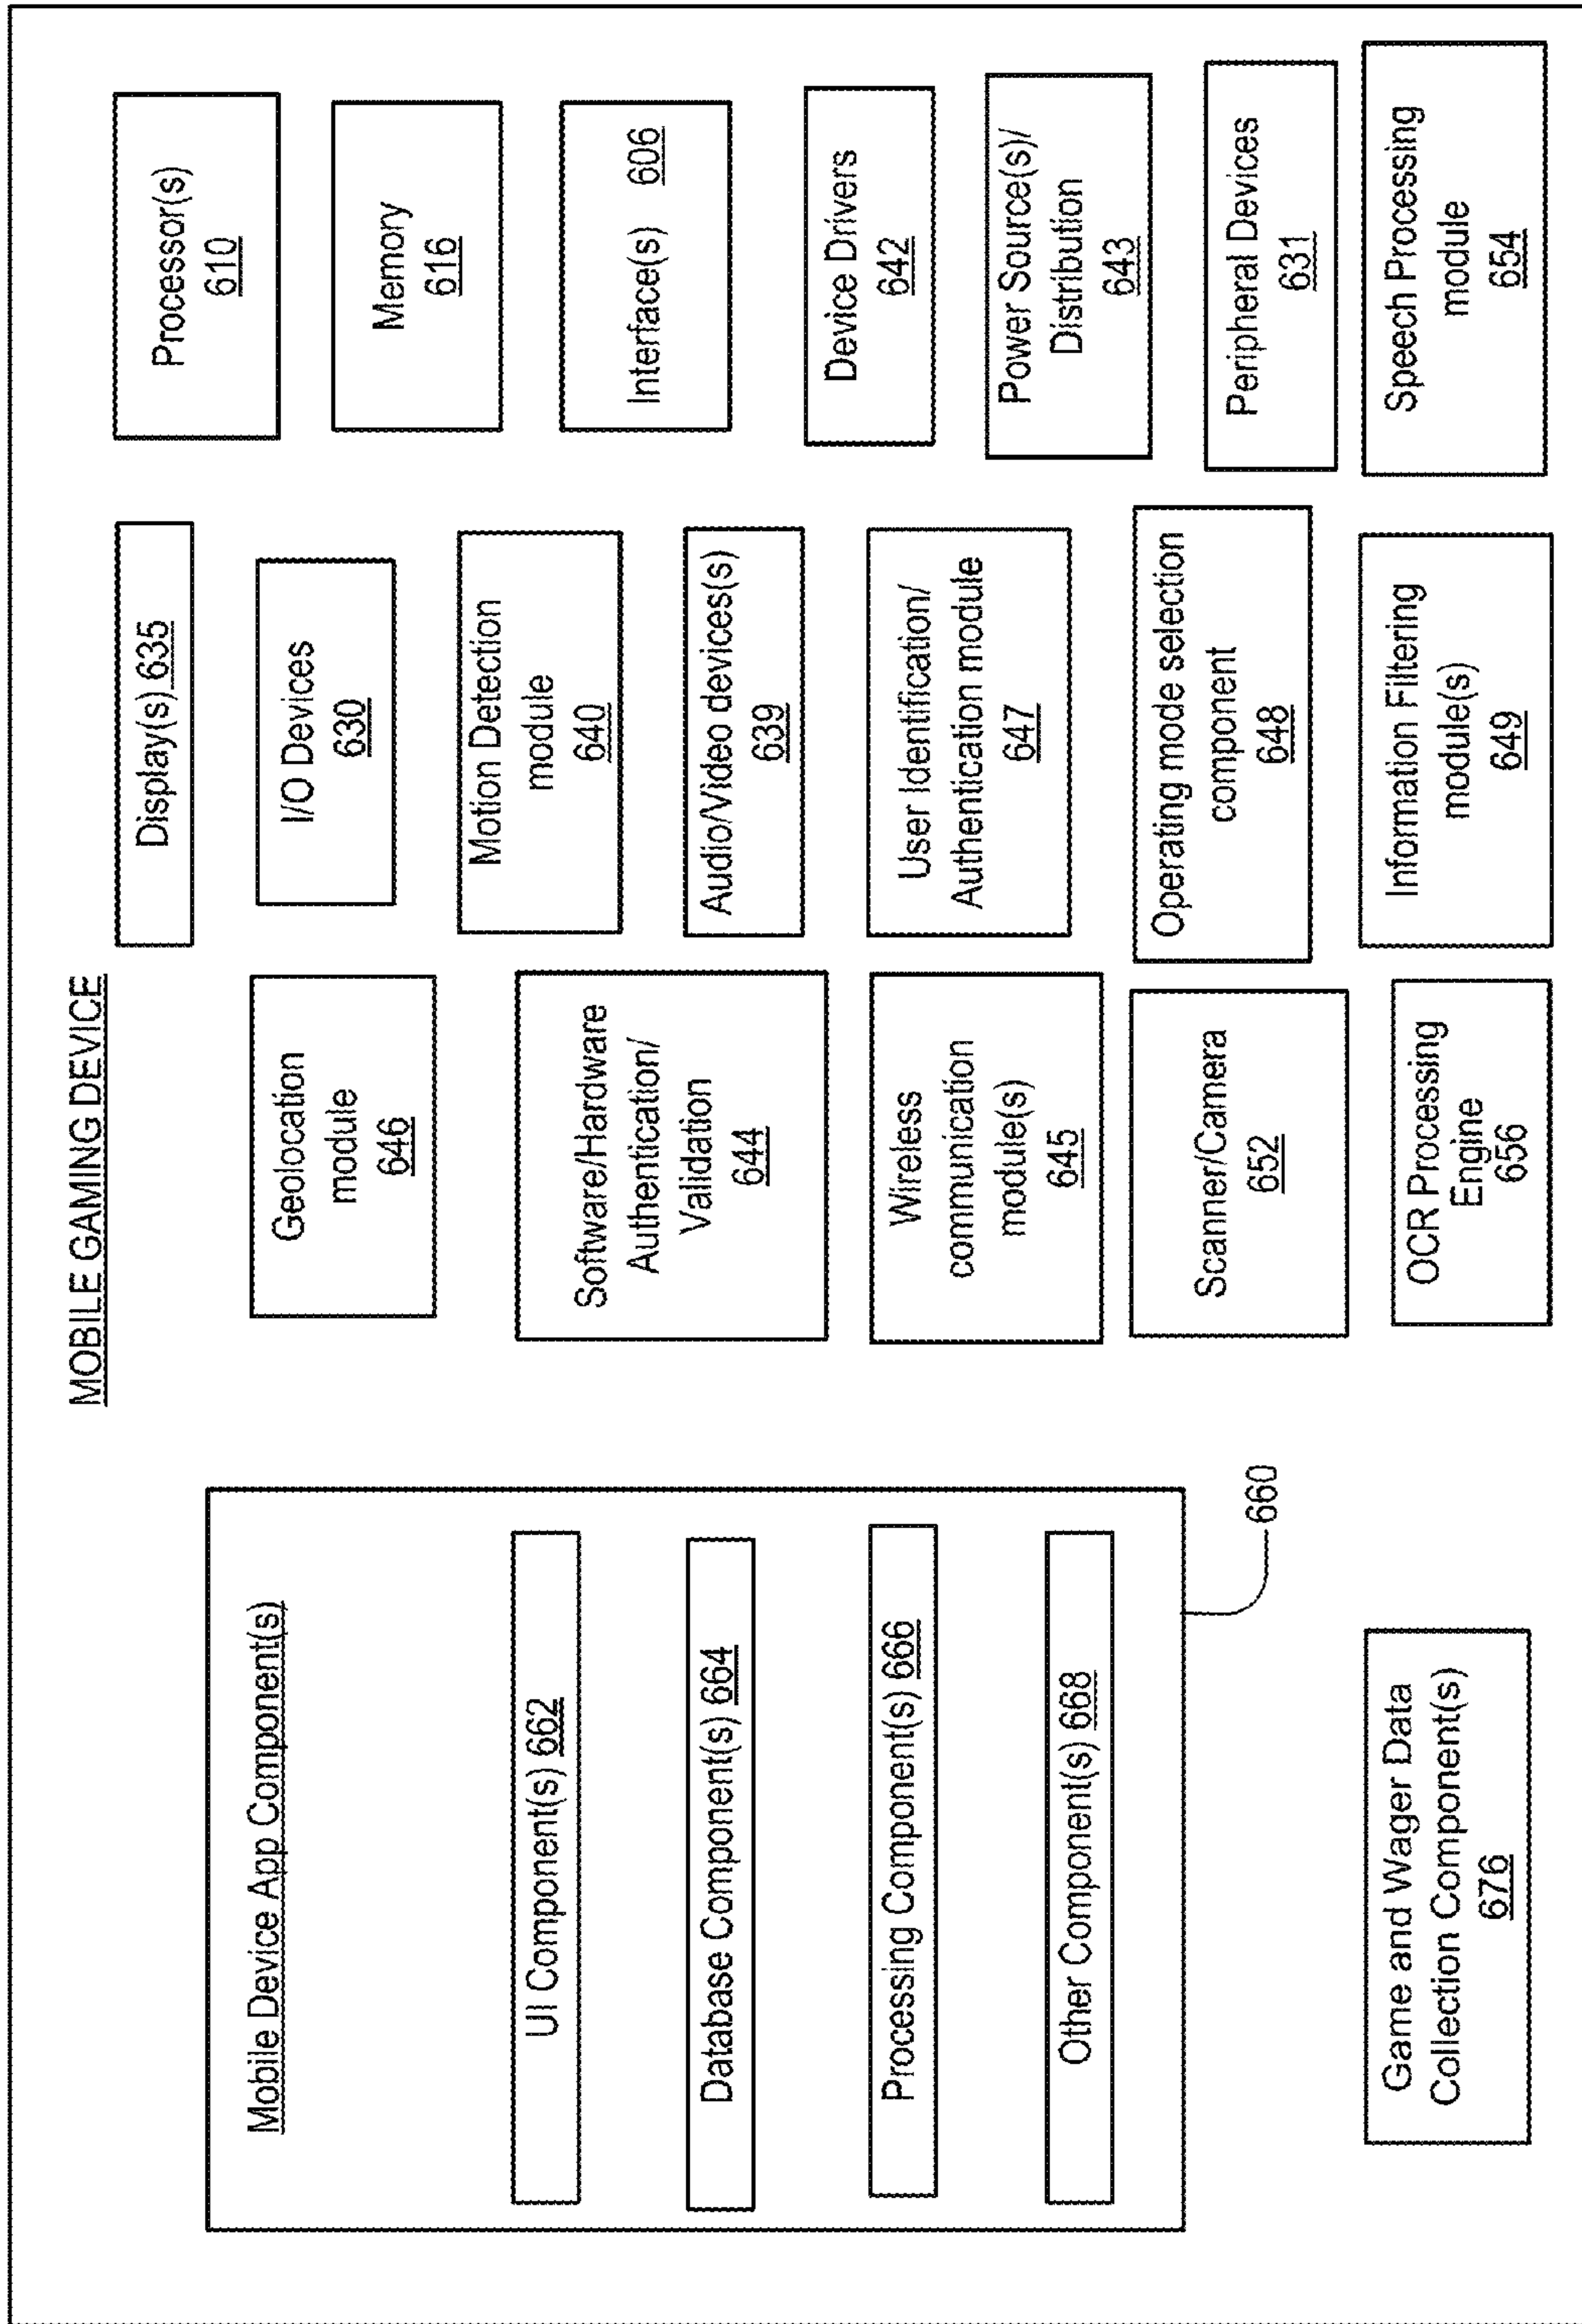 MOBILE GAMING DEVICE
Mobile Device App Component(s)
UI Component(s) 662
Database Component(s) 664
Processing Component(s) 666
Other Component(s) 668
660
Game and Wager Data
Collection Component(s)
676
Geolocation
module
646
Software/Hardware
Authentication/
Validation
644
Wireless
communication
module(s)
645
Scanner/Camera
652
OCR Processing
Engine
656
Display(s) 635
I/O Devices
630
Motion Detection
module
640
Audio/Video devices(s)
639
User Identification/
Authentication module
647
Operating mode selection
component
648
Information Filtering
module(s)
649
Processor(s)
610
Memory
616
Interface(s) 606
Device Drivers
642
Power Source(s)/
Distribution
643
Peripheral Devices
631
Speech Processing
module
654